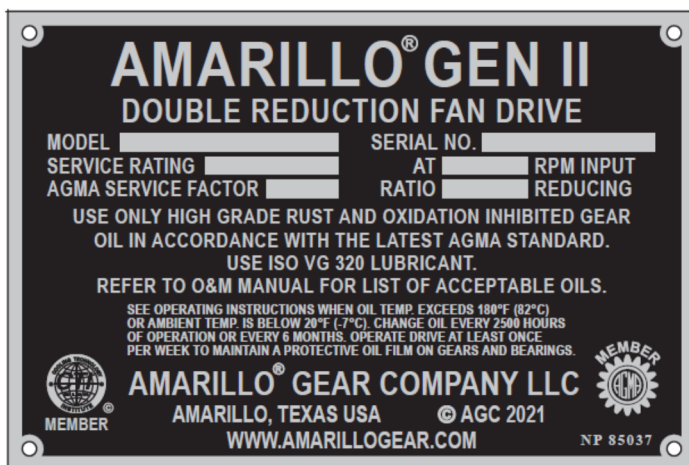 AMARILLO® GEN II
DOUBLE REDUCTION FAN DRIVE
MODEL SERIAL NO.
SERVICE RATING AT RPM INPUT
AGMA SERVICE FACTOR RATIO REDUCING
USE ONLY HIGH GRADE RUST AND OXIDATION INHIBITED GEAR
OIL IN ACCORDANCE WITH THE LATEST AGMA STANDARD.
USE ISO VG 320 LUBRICANT.
REFER TO O&M MANUAL FOR LIST OF ACCEPTABLE OILS.
SEE OPERATING INSTRUCTIONS WHEN OIL TEMP. EXCEEDS 180°F (82°C)
OR AMBIENT TEMP. IS BELOW 20°F (-7°C). CHANGE OIL EVERY 2500 HOURS
OF OPERATION OR EVERY 6 MONTHS. OPERATE DRIVE AT LEAST ONCE
PER WEEK TO MAINTAIN A PROTECTIVE OIL FILM ON GEARS AND BEARINGS.
COOLING TECHNOLOGY INSTITUTE
©
MEMBER
AMARILLO® GEAR COMPANY LLC
AMARILLO, TEXAS USA © AGC 2021
WWW.AMARILLOGEAR.COM
MEMBER
AGMA
NP 85037